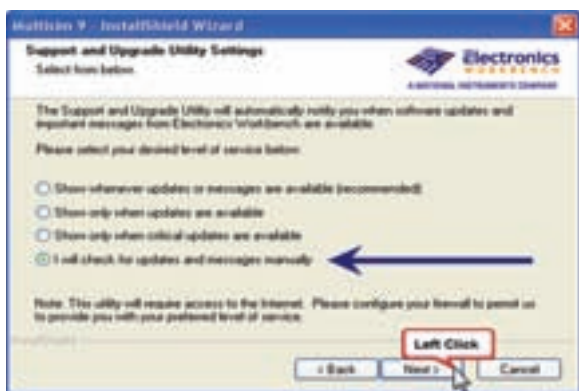 Multisim 9 - InstallShield Wizard
Support and Upgrade Utility Settings
Select from below.
Electronics
WORKBENCH
A NATIONAL INSTRUMENTS COMPANY
The Support and Upgrade Utility will automatically notify you when software updates and
important messages from Electronics Workbench are available.
Please select your desired level of service below:
Show whenever updates or messages are available (recommended)
Show only when updates are available
Show only when critical updates are available
I will check for updates and messages manually
Note: This utility will require access to the Internet. Please configure your firewall to permit us
to provide you with your preferred level of service.
InstallShield
Left Click
< Back
Next >
Cancel